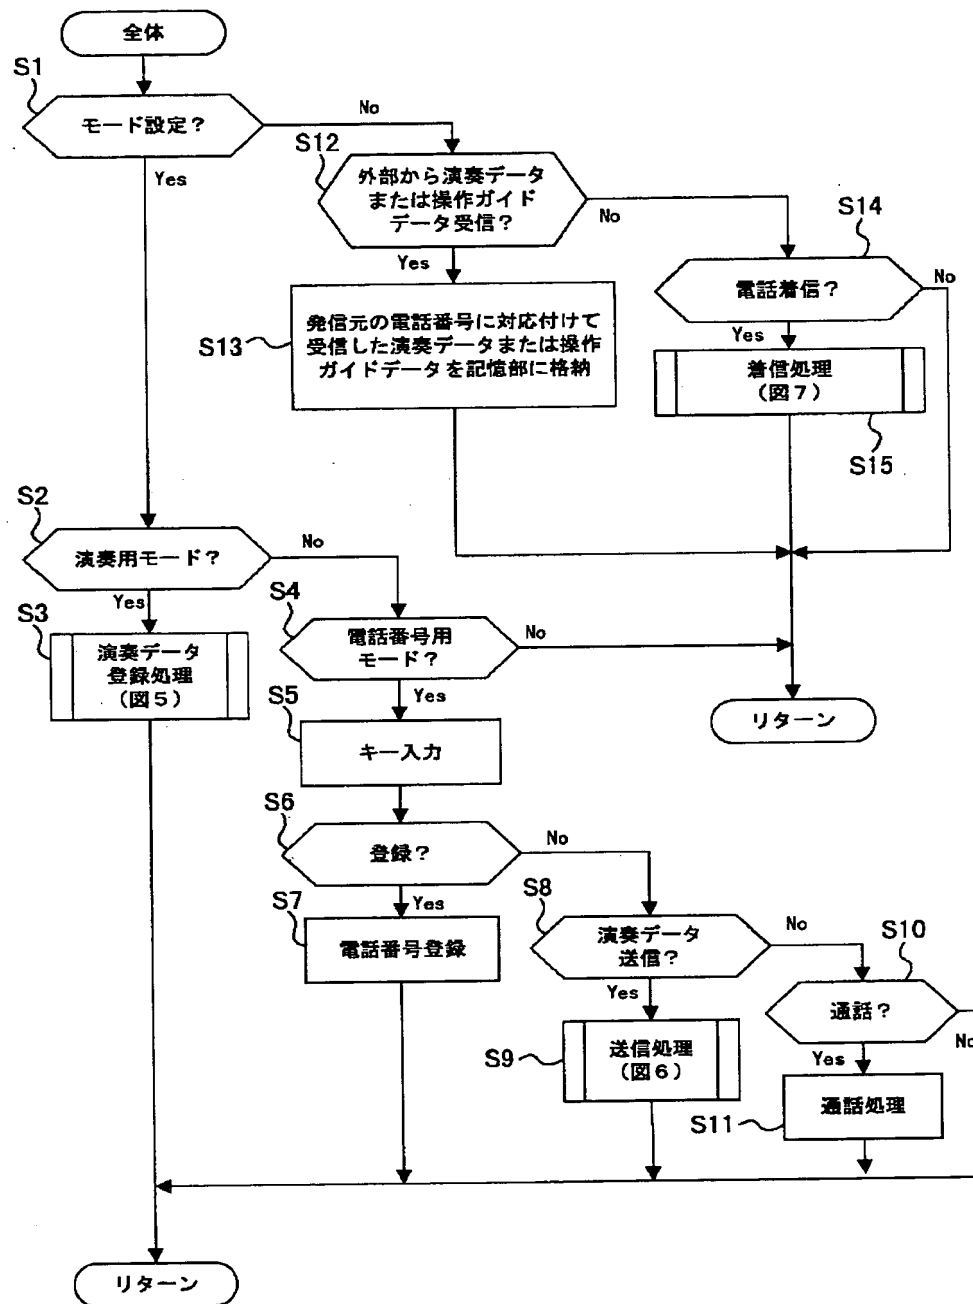 全体
S1
モード設定？
No
Yes
S12
外部から演奏データ
または操作ガイド
データ受信？
No
Yes
S14
電話着信？
No
Yes
S13
発信元の電話番号に対応付けて
受信した演奏データまたは操作
ガイドデータを記憶部に格納
着信処理
（図７）
S15
S2
演奏用モード？
No
Yes
S3
演奏データ
登録処理
（図５）
S4
電話番号用
モード？
No
Yes
リターン
S5
キー入力
S6
登録？
No
Yes
S7
電話番号登録
S8
演奏データ
送信？
No
Yes
S9
送信処理
（図６）
S10
通話？
No
Yes
S11
通話処理
リターン